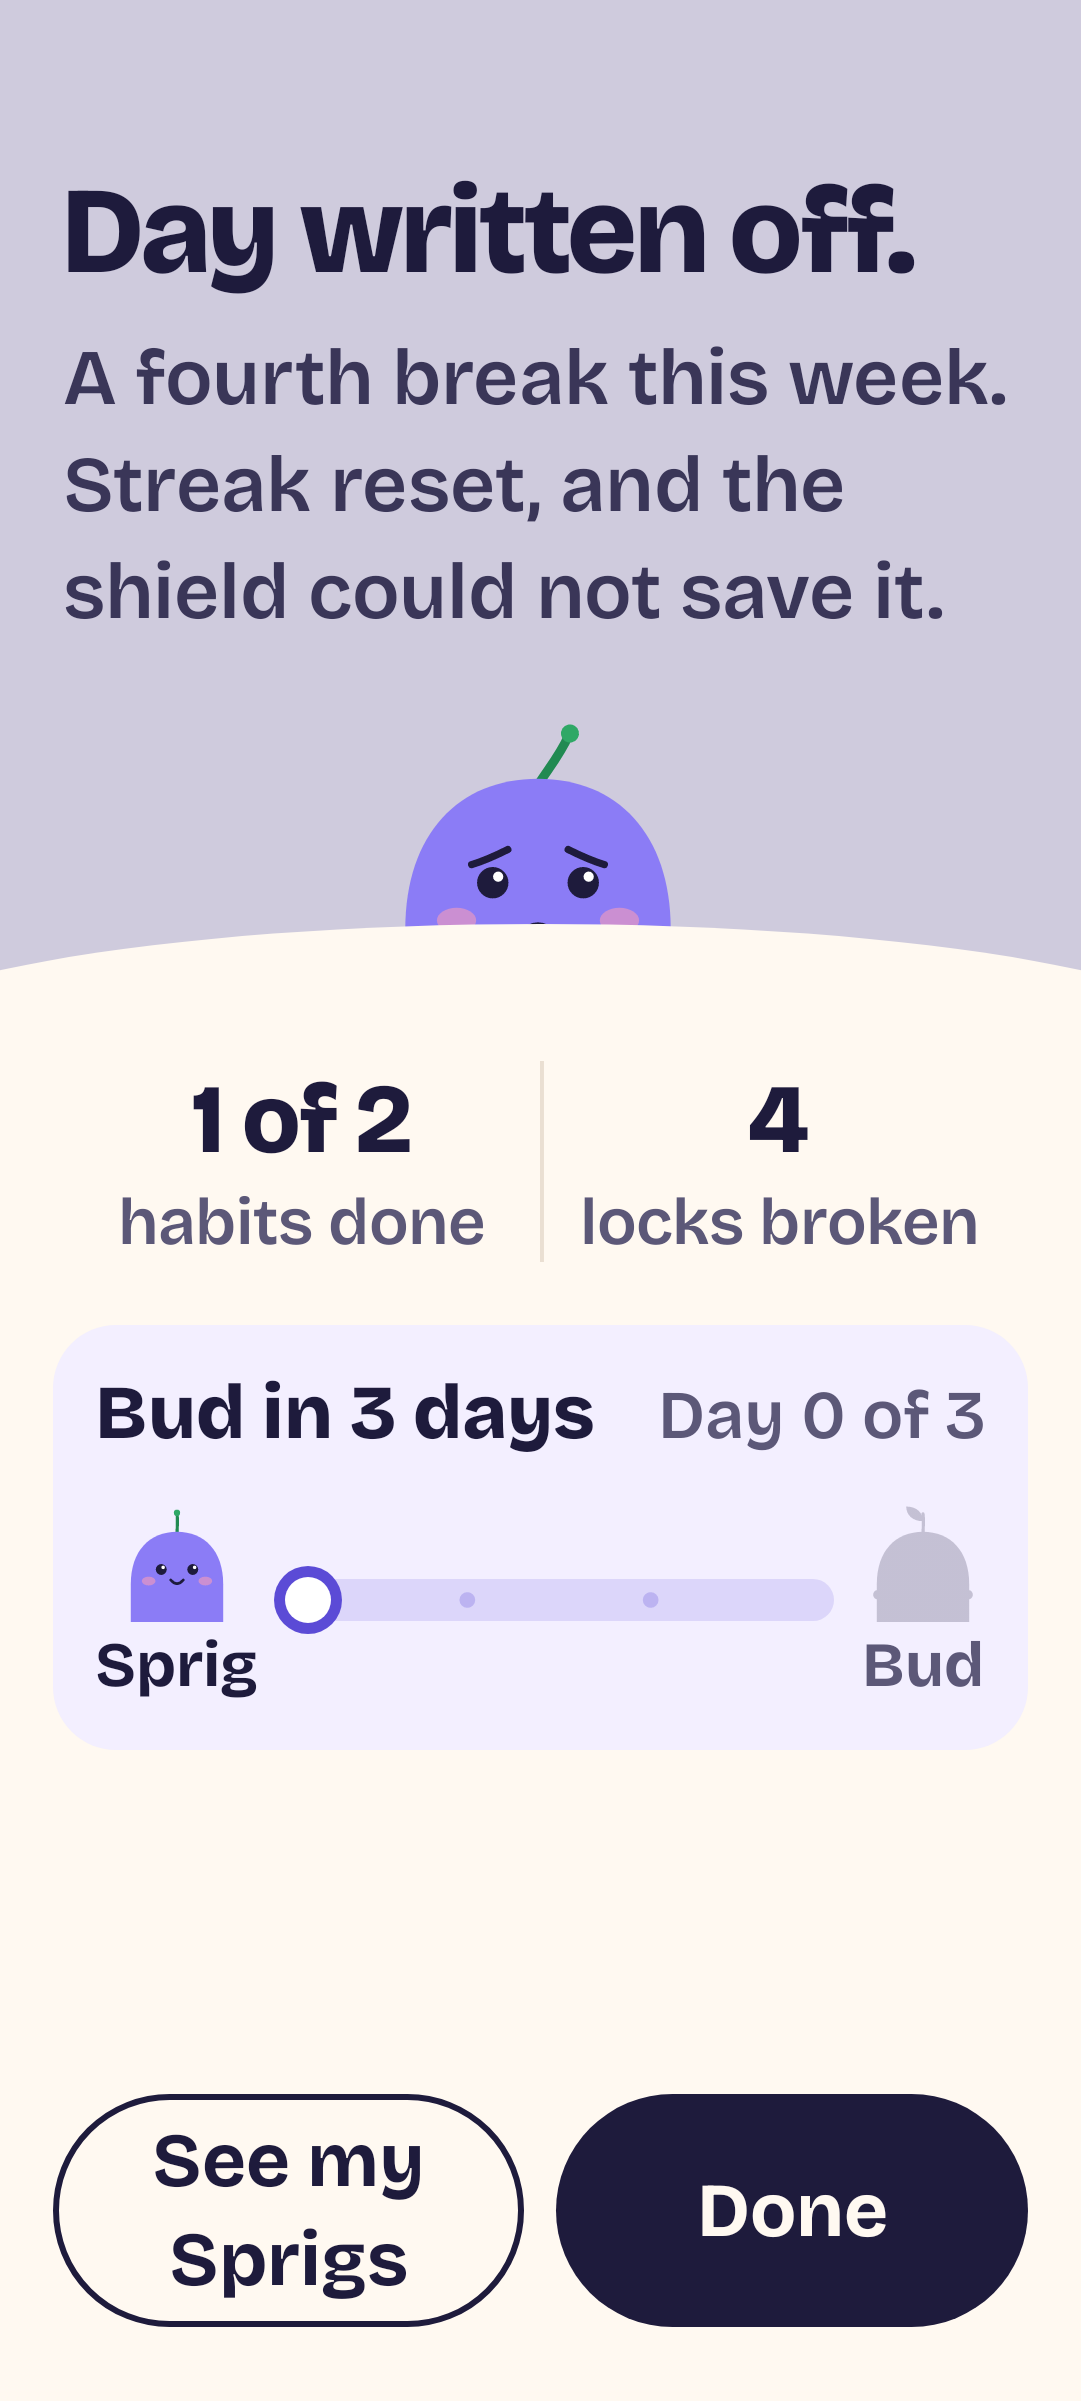 Day written off.
A fourth break this week.
Streak reset, and the
shield could not save it.
1 of 2
habits done
4
locks broken
Bud in 3 days
Day 0 of 3
Sprig
Bud
See my
Sprigs
Done